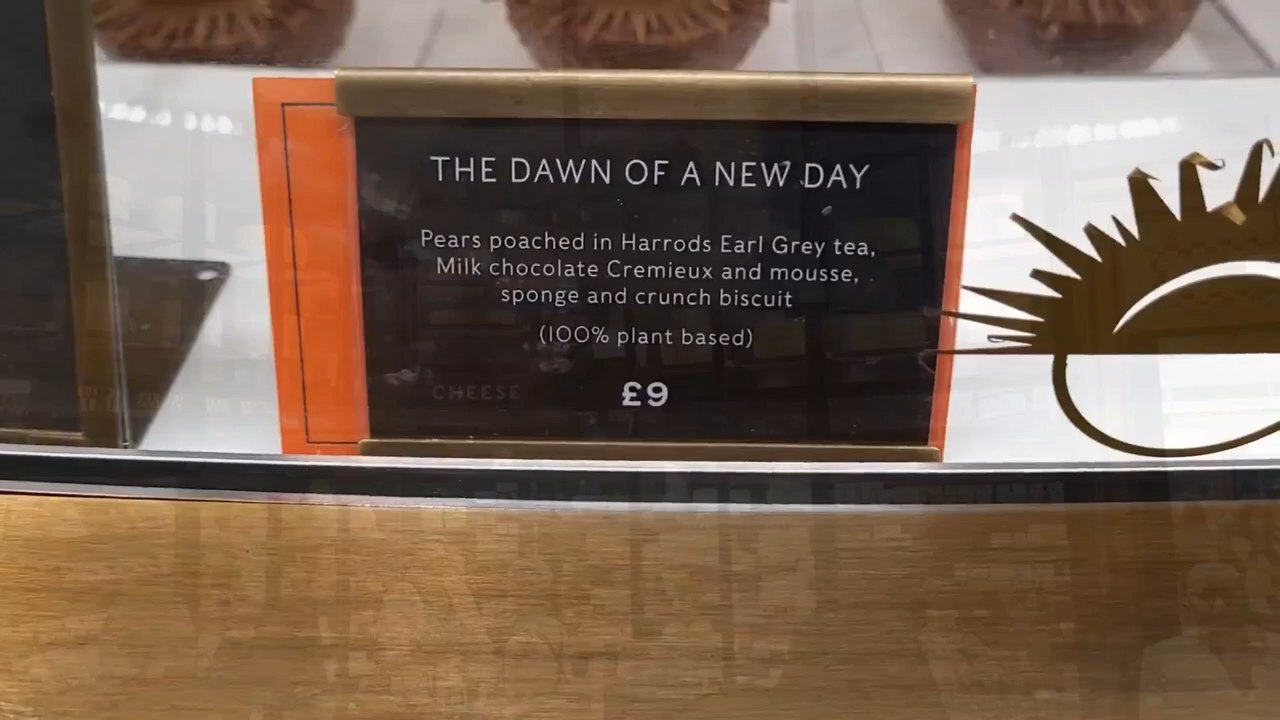 THE DAWN OF A NEW DAY
Pears poached in Harrods Earl Grey tea,
Milk chocolate Cremieux and mousse,
sponge and crunch biscuit
(100% plant based)
CHEESE
£9